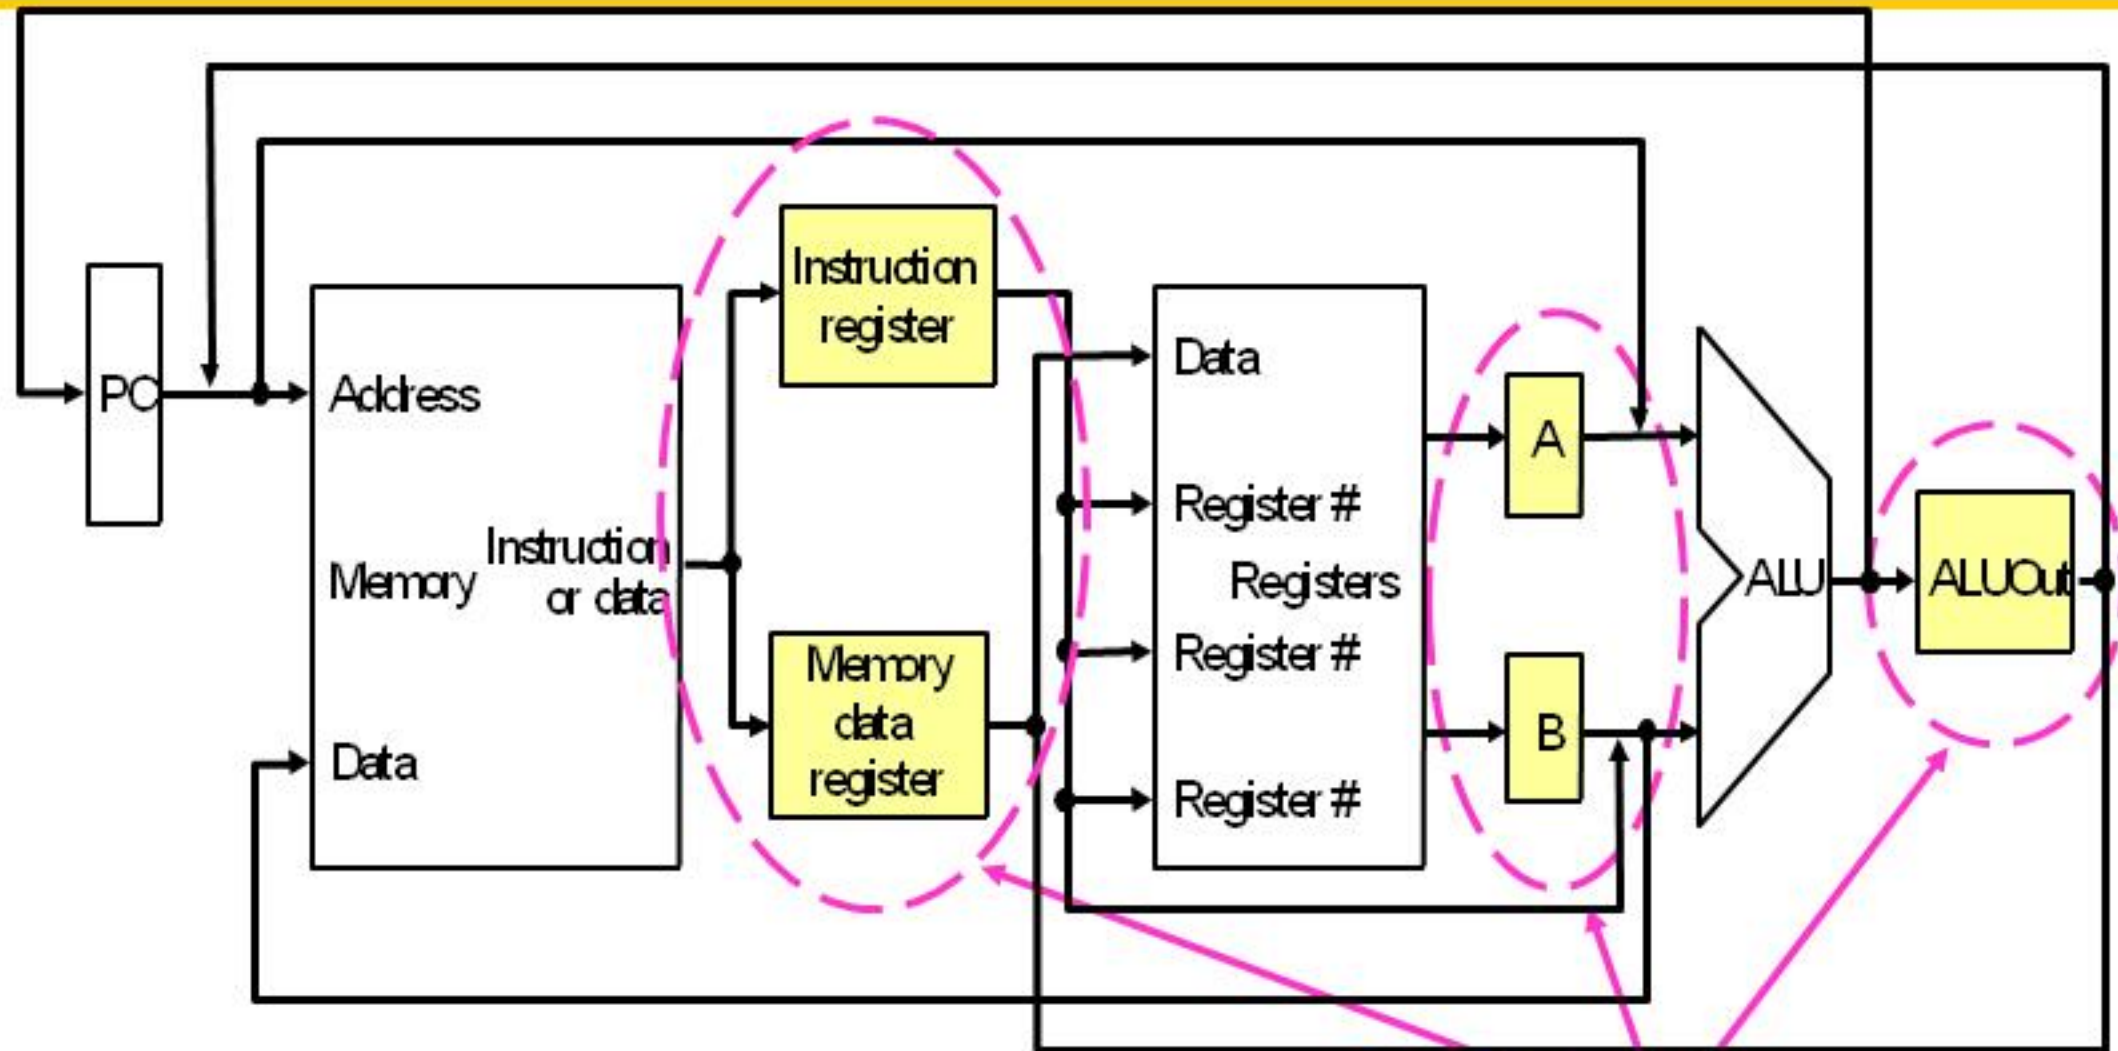 PC
Address
Memory
Instruction
or data
Data
Instruction
register
Memory
data
register
Data
Register #
Registers
Register #
Register #
A
B
ALU
ALUOut